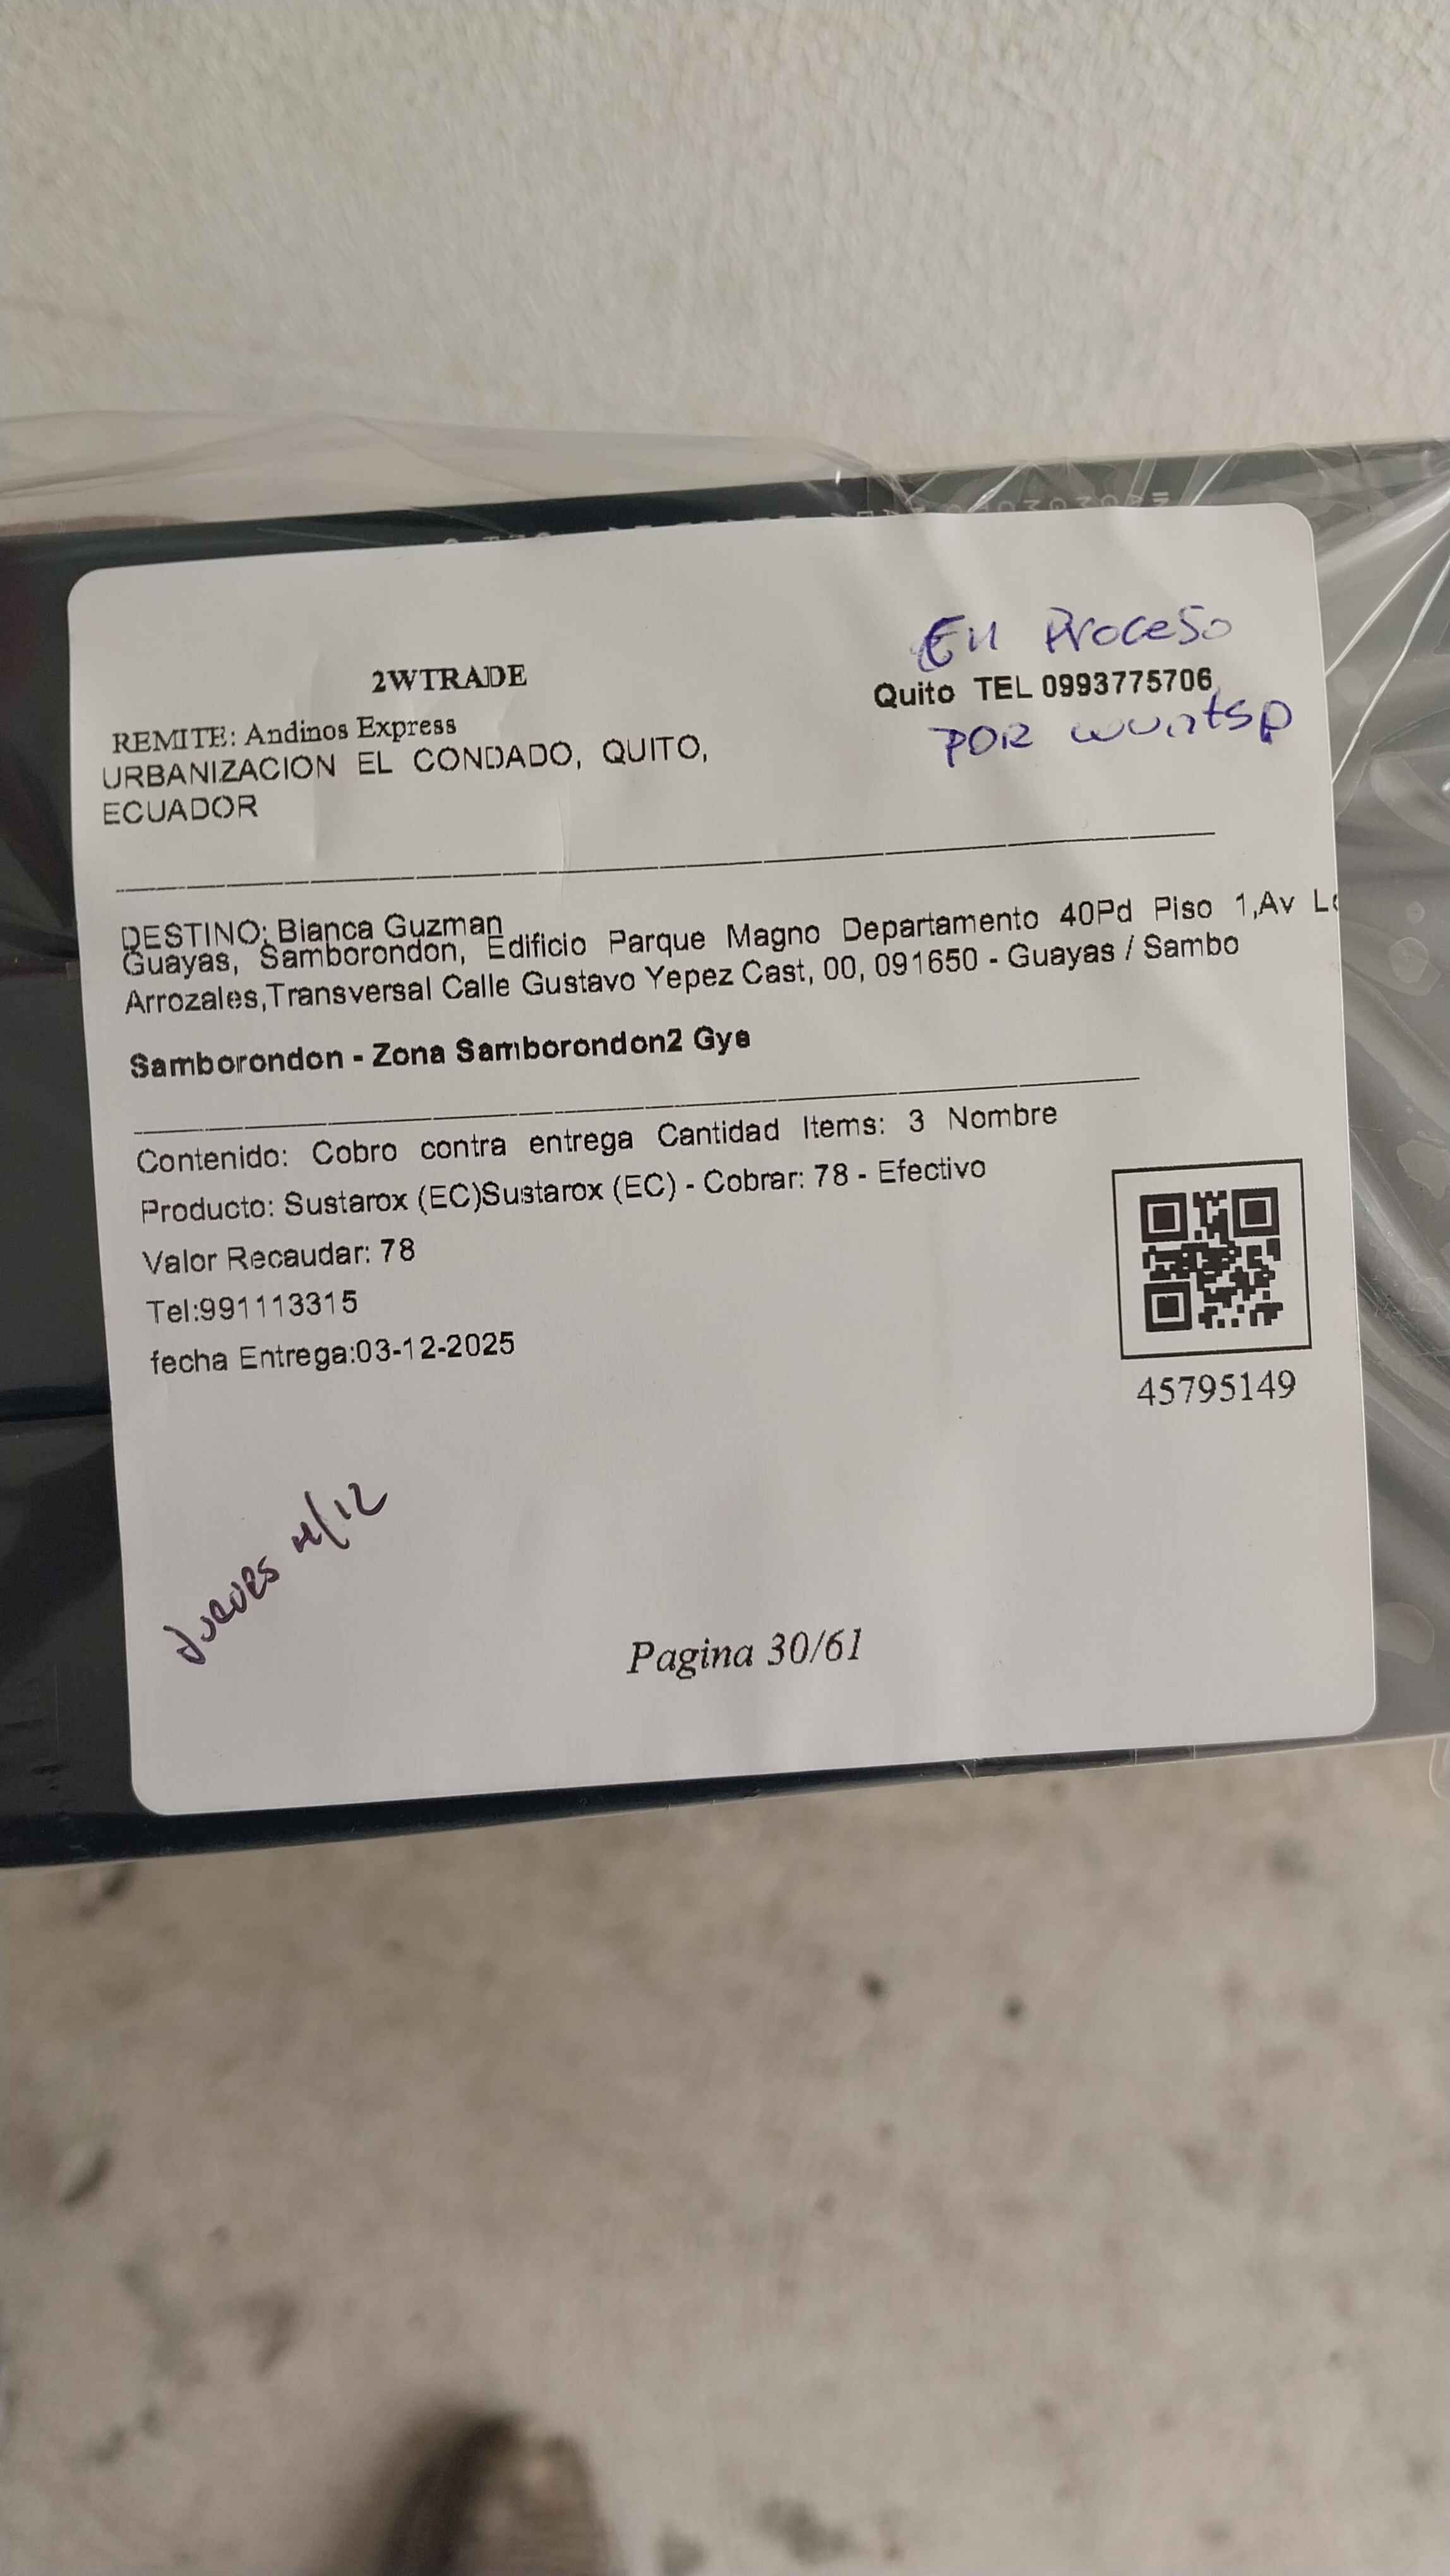 En Proceso
2WTRADE
Quito TEL 0993775706
REMITE: Andinos Express
POR
URBANIZACION EL CONDADO, QUITO,
ECUADOR
DESTINO: Bianca Guzman
Guayas, Samborondon, Edificio Parque Magno Departamento 40Pd Piso 1,Av Lo
Arrozales,Transversal Calle Gustavo Yepez Cast, 00, 091650 - Guayas / Sambo
Samborondon - Zona Samborondon2 Gye
Contenido: Cobro contra entrega Cantidad Items: 3 Nombre
Producto: Sustarox (EC)Sustarox (EC) - Cobrar: 78 - Efectivo
Valor Recaudar: 78
Tel:991113315
fecha Entrega:03-12-2025
45795149
Jueves
Pagina 30/61